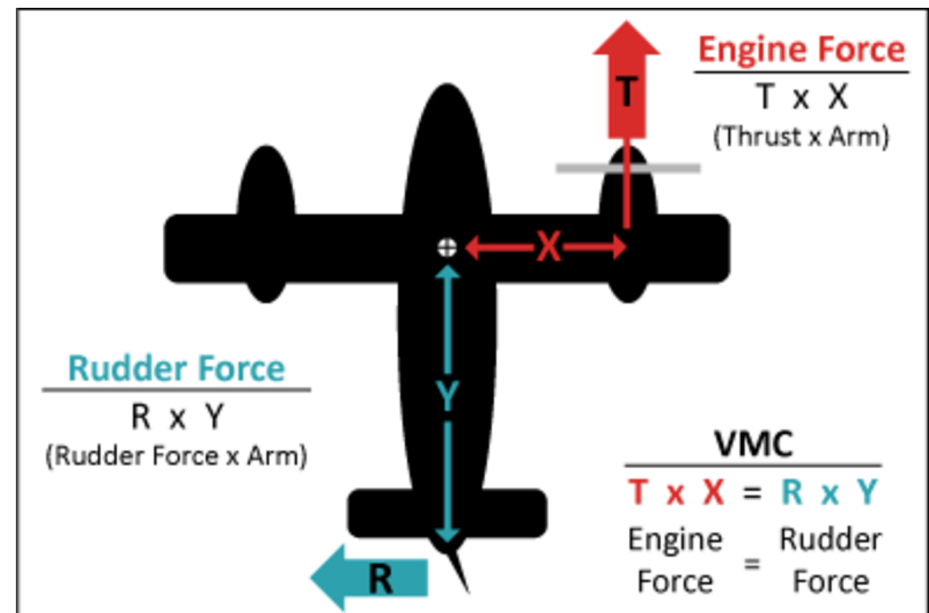 Engine Force
T x X
(Thrust x Arm)
T
X
Y
Rudder Force
R x Y
(Rudder Force x Arm)
R
VMC
T x X = R x Y
Engine Force = Rudder Force